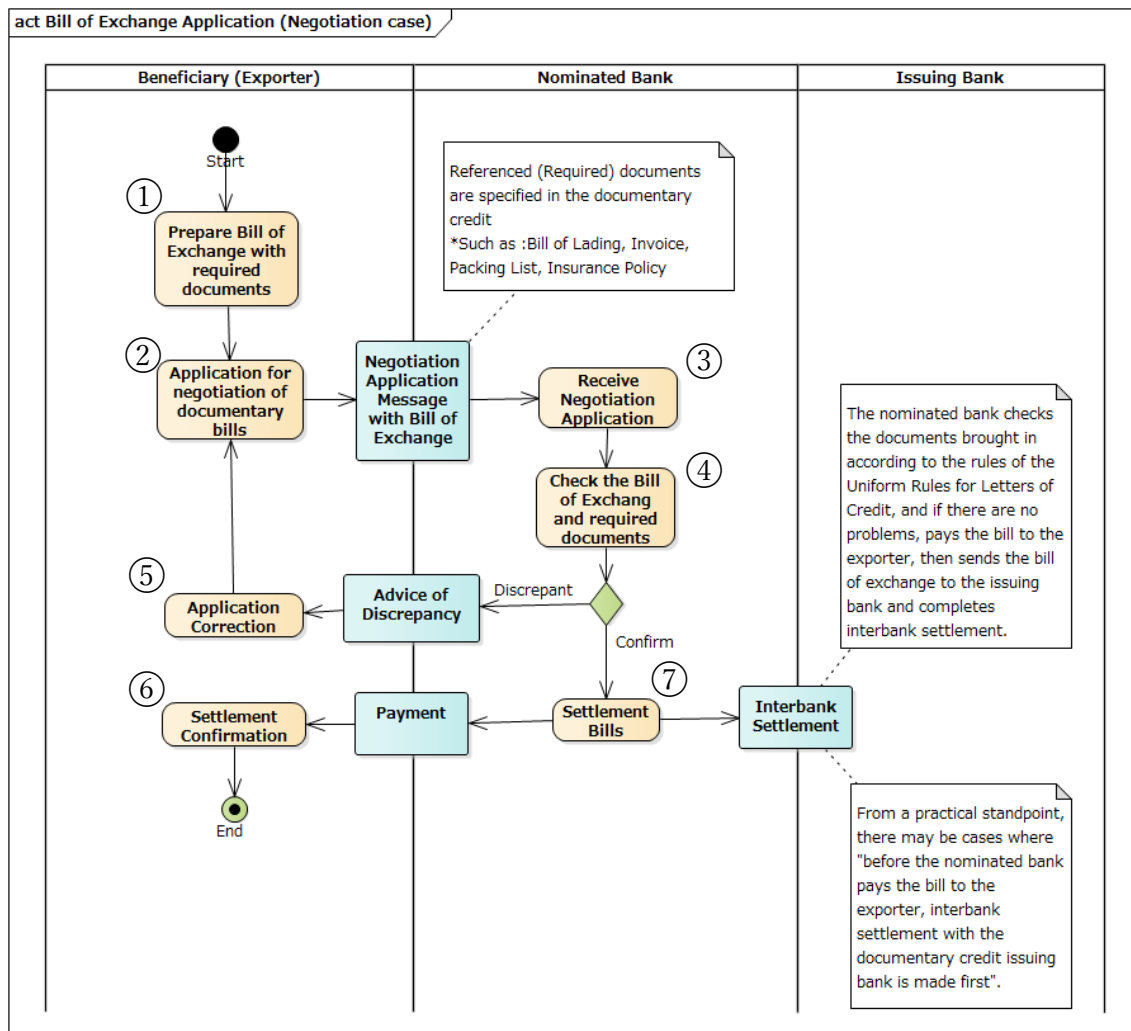 act Bill of Exchange Application (Negotiation case)
Beneficiary (Exporter)
Nominated Bank
Issuing Bank
Start
Referenced (Required) documents
are specified in the documentary
credit
*Such as :Bill of Lading, Invoice,
Packing List, Insurance Policy
①
Prepare Bill of
Exchange with
required
documents
②
Application for
negotiation of
documentary
bills
Negotiation
Application
Message
with Bill of
Exchange
③
Receive
Negotiation
Application
④
Check the Bill
of Exchang
and required
documents
The nominated bank checks
the documents brought in
according to the rules of the
Uniform Rules for Letters of
Credit, and if there are no
problems, pays the bill to the
exporter, then sends the bill
of exchange to the issuing
bank and completes
interbank settlement.
⑤
Application
Correction
Advice of
Discrepancy
Discrepant
Confirm
⑥
Settlement
Confirmation
Payment
⑦
Settlement
Bills
Interbank
Settlement
End
From a practical standpoint,
there may be cases where
"before the nominated bank
pays the bill to the
exporter, interbank
settlement with the
documentary credit issuing
bank is made first".